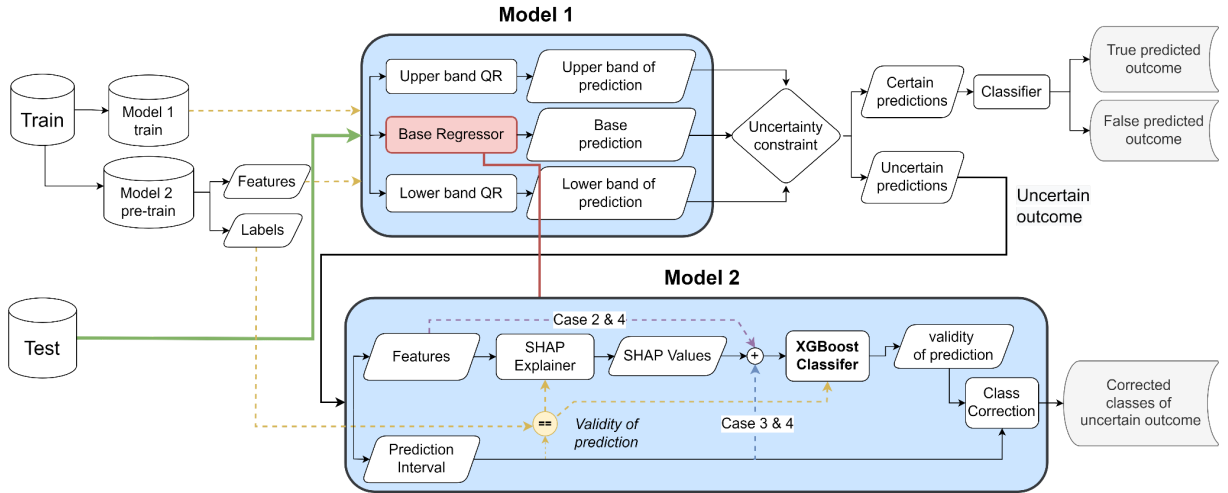 Model 1
Train
Model 1
train
Model 2
pre-train
Features
Labels
Test
Upper band QR
Upper band of
prediction
Base Regressor
Base
prediction
Lower band QR
Lower band of
prediction
Uncertainty
constraint
Certain
predictions
Classifier
True predicted
outcome
False predicted
outcome
Uncertain
predictions
Uncertain
outcome
Model 2
Case 2 & 4
Features
SHAP
Explainer
SHAP Values
+
XGBoost
Classifer
validity
of prediction
==
Validity of
prediction
Case 3 & 4
Class
Correction
Corrected
classes of
uncertain outcome
Prediction
Interval